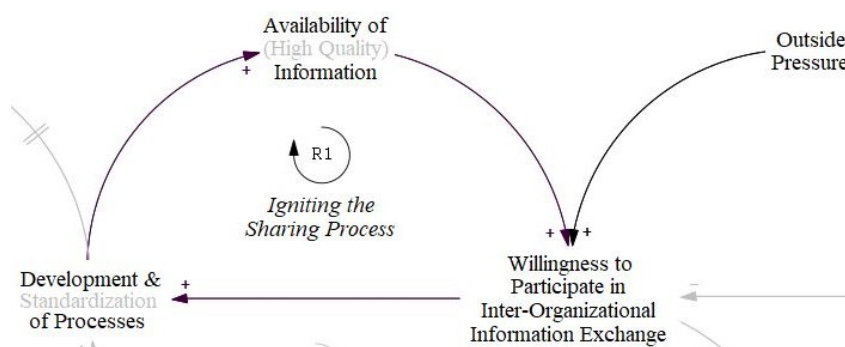 Availability of
(High Quality)
Information
+
Outside
Pressure
R1
Igniting the
Sharing Process
+
+
Development &
Standardization
of Processes
+
Willingness to
Participate in
Inter-Organizational
Information Exchange
-